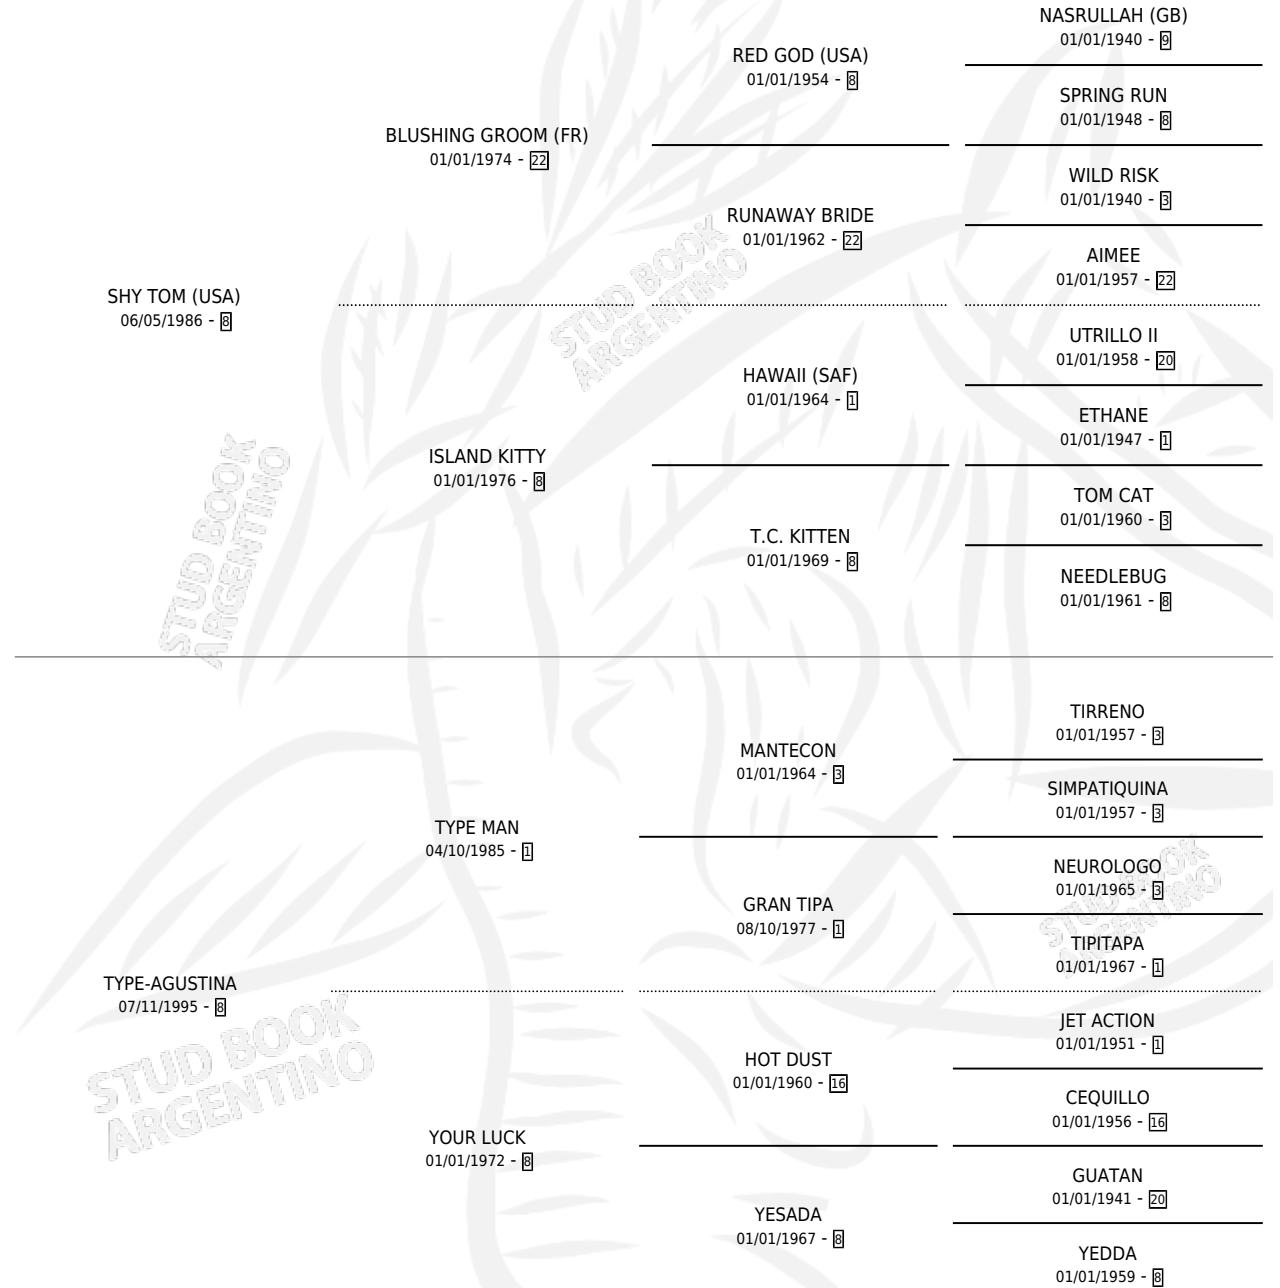 NASRULLAH (GB)
01/01/1940 - 9
RED GOD (USA)
01/01/1954 - 8
SPRING RUN
01/01/1948 - 8
BLUSHING GROOM (FR)
01/01/1974 - 22
WILD RISK
01/01/1940 - 3
RUNAWAY BRIDE
01/01/1962 - 22
AIMEE
01/01/1957 - 22
SHY TOM (USA)
06/05/1986 - 8
UTRILLO II
01/01/1958 - 20
HAWAII (SAF)
01/01/1964 - 1
ETHANE
01/01/1947 - 1
ISLAND KITTY
01/01/1976 - 8
TOM CAT
01/01/1960 - 3
T.C. KITTEN
01/01/1969 - 8
NEEDLEBUG
01/01/1961 - 8
TIRRENO
01/01/1957 - 3
MANTECON
01/01/1964 - 3
SIMPATIQUINA
01/01/1957 - 3
TYPE MAN
04/10/1985 - 1
NEUROLOGO
01/01/1965 - 3
GRAN TIPA
08/10/1977 - 1
TIPITAPA
01/01/1967 - 1
TYPE-AGUSTINA
07/11/1995 - 8
JET ACTION
01/01/1951 - 1
HOT DUST
01/01/1960 - 16
CEQUILLO
01/01/1956 - 16
YOUR LUCK
01/01/1972 - 8
GUATAN
01/01/1941 - 20
YESADA
01/01/1967 - 8
YEDDA
01/01/1959 - 8
STUD BOOK
ARGENTINO
STUD BOOK
ARGENTINO
STUD BOOK
ARGENTINO
STUD BOOK
ARGENTINO